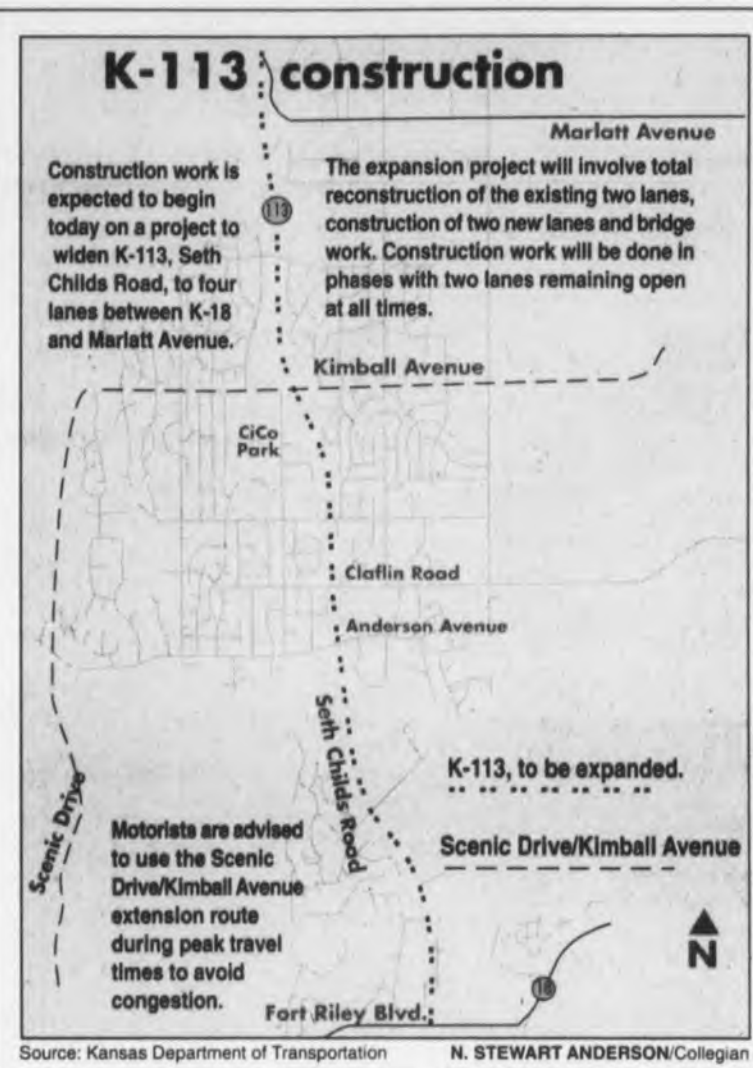 K-113 construction
Marlatt Avenue
Construction work is
expected to begin
today on a project to
widen K-113, Seth
Childs Road, to four
lanes between K-18
and Marlatt Avenue.
The expansion project will involve total
reconstruction of the existing two lanes,
construction of two new lanes and bridge
work. Construction work will be done in
phases with two lanes remaining open
at all times.
113
Kimball Avenue
CiCo
Park
Claflin Road
Anderson Avenue
Seth Childs Road
K-113, to be expanded.
Scenic Drive/Kimball Avenue
Scenic Drive
Motorists are advised
to use the Scenic
Drive/Kimball Avenue
extension route
during peak travel
times to avoid
congestion.
N
18
Fort Riley Blvd.
Source: Kansas Department of Transportation
N. STEWART ANDERSON/Collegian